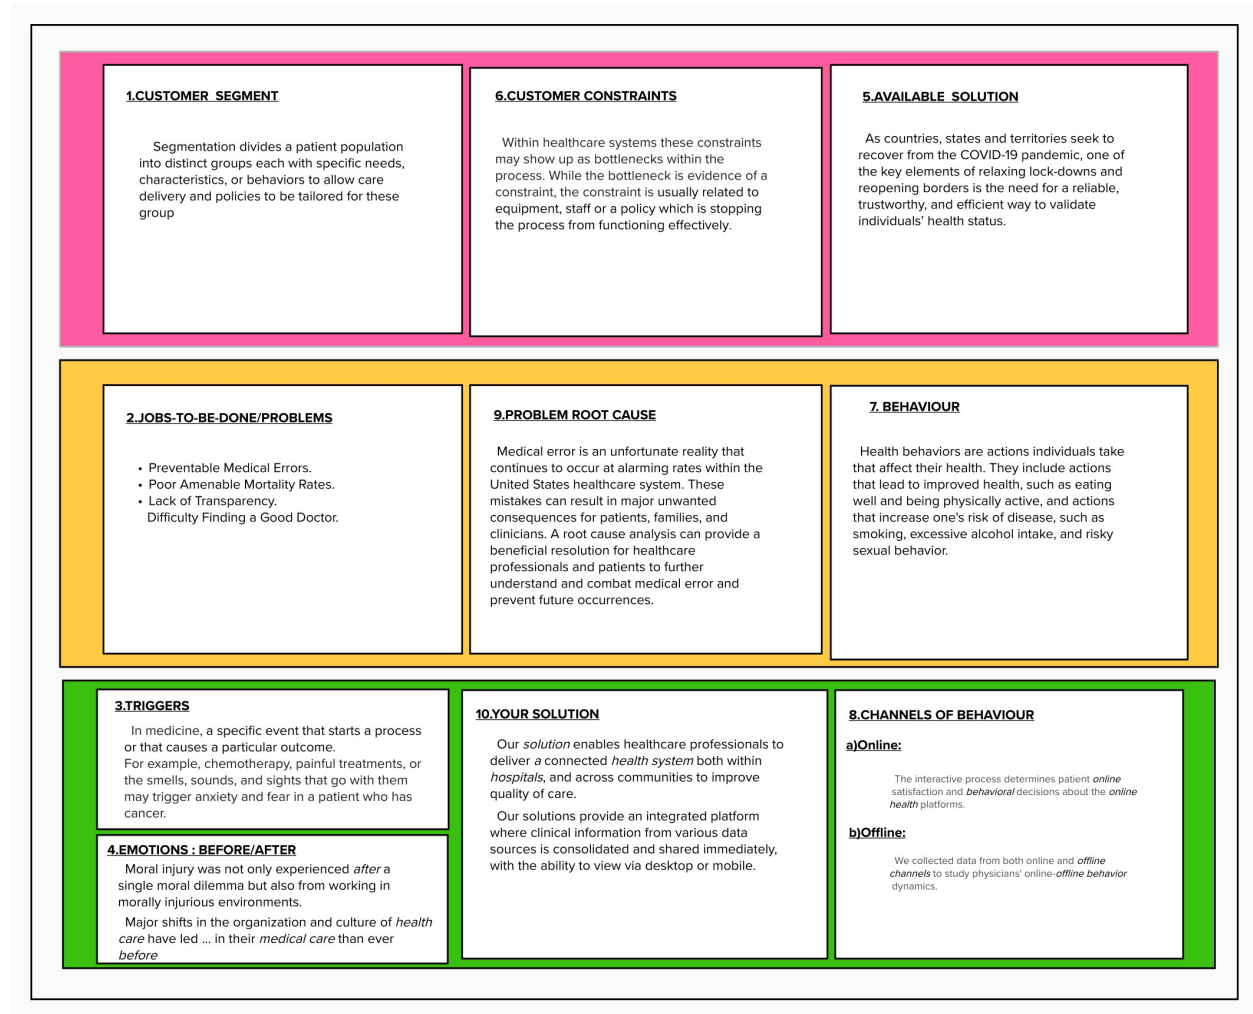 1.CUSTOMER SEGMENT
Segmentation divides a patient population
into distinct groups each with specific needs,
characteristics, or behaviors to allow care
delivery and policies to be tailored for these
group
6.CUSTOMER CONSTRAINTS
Within healthcare systems these constraints
may show up as bottlenecks within the
process. While the bottleneck is evidence of a
constraint, the constraint is usually related to
equipment, staff or a policy which is stopping
the process from functioning effectively.
5.AVAILABLE SOLUTION
As countries, states and territories seek to
recover from the COVID-19 pandemic, one of
the key elements of relaxing lock-downs and
reopening borders is the need for a reliable,
trustworthy, and efficient way to validate
individuals’ health status.
2.JOBS-TO-BE-DONE/PROBLEMS
• Preventable Medical Errors.
• Poor Amenable Mortality Rates.
• Lack of Transparency.
Difficulty Finding a Good Doctor.
9.PROBLEM ROOT CAUSE
Medical error is an unfortunate reality that
continues to occur at alarming rates within the
United States healthcare system. These
mistakes can result in major unwanted
consequences for patients, families, and
clinicians. A root cause analysis can provide a
beneficial resolution for healthcare
professionals and patients to further
understand and combat medical error and
prevent future occurrences.
7. BEHAVIOUR
Health behaviors are actions individuals take
that affect their health. They include actions
that lead to improved health, such as eating
well and being physically active, and actions
that increase one's risk of disease, such as
smoking, excessive alcohol intake, and risky
sexual behavior.
3.TRIGGERS
In medicine, a specific event that starts a process
or that causes a particular outcome.
For example, chemotherapy, painful treatments, or
the smells, sounds, and sights that go with them
may trigger anxiety and fear in a patient who has
cancer.
4.EMOTIONS : BEFORE/AFTER
Moral injury was not only experienced after a
single moral dilemma but also from working in
morally injurious environments.
Major shifts in the organization and culture of health
care have led ... in their medical care than ever
before
10.YOUR SOLUTION
Our solution enables healthcare professionals to
deliver a connected health system both within
hospitals, and across communities to improve
quality of care.
Our solutions provide an integrated platform
where clinical information from various data
sources is consolidated and shared immediately,
with the ability to view via desktop or mobile.
8.CHANNELS OF BEHAVIOUR
a)Online:
The interactive process determines patient online
satisfaction and behavioral decisions about the online
health platforms.
b)Offline:
We collected data from both online and offline
channels to study physicians' online-offline behavior
dynamics.